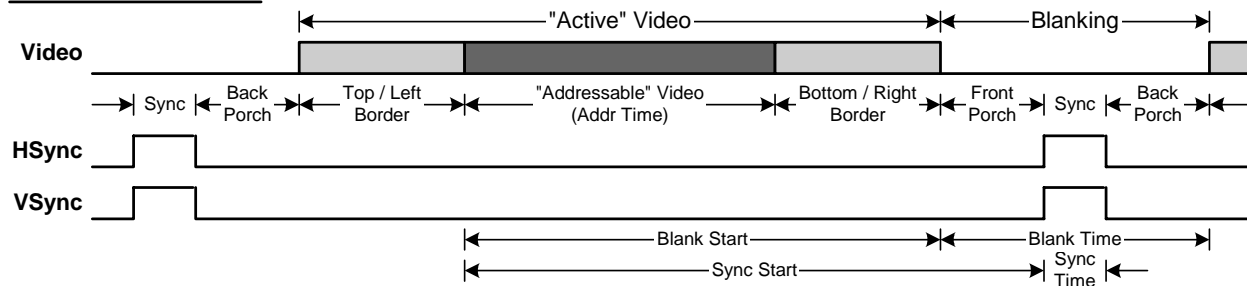 "Active" Video
Blanking
Video
Sync
Back Porch
Top / Left Border
"Addressable" Video (Addr Time)
Bottom / Right Border
Front Porch
Sync
Back Porch
HSync
VSync
Blank Start
Blank Time
Sync Start
Sync Time